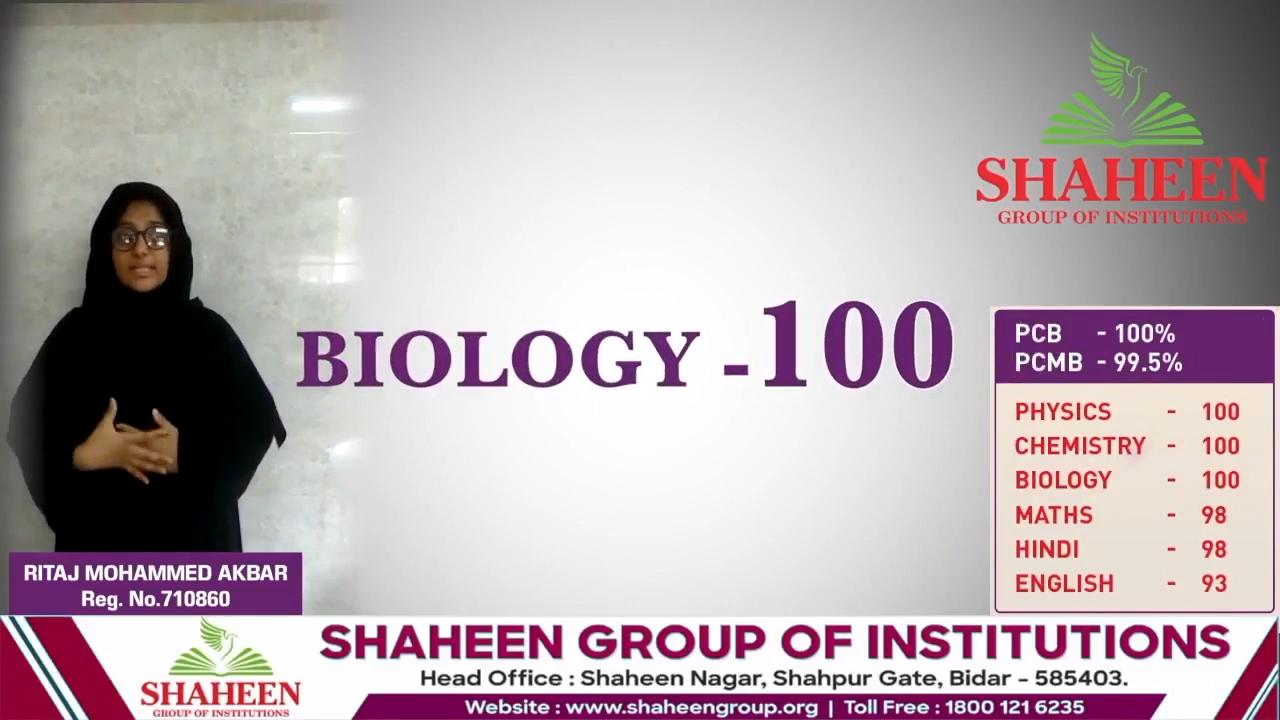 SHAHEEN
GROUP OF INSTITUTIONS
BIOLOGY -100
PCB - 100%
PCMB - 99.5%
PHYSICS - 100
CHEMISTRY - 100
BIOLOGY - 100
MATHS - 98
HINDI - 98
ENGLISH - 93
RITAJ MOHAMMED AKBAR
Reg. No.710860
SHAHEEN
GROUP OF INSTITUTIONS
SHAHEEN GROUP OF INSTITUTIONS
Head Office : Shaheen Nagar, Shahpur Gate, Bidar - 585403.
Website : www.shaheengroup.org | Toll Free : 1800 121 6235